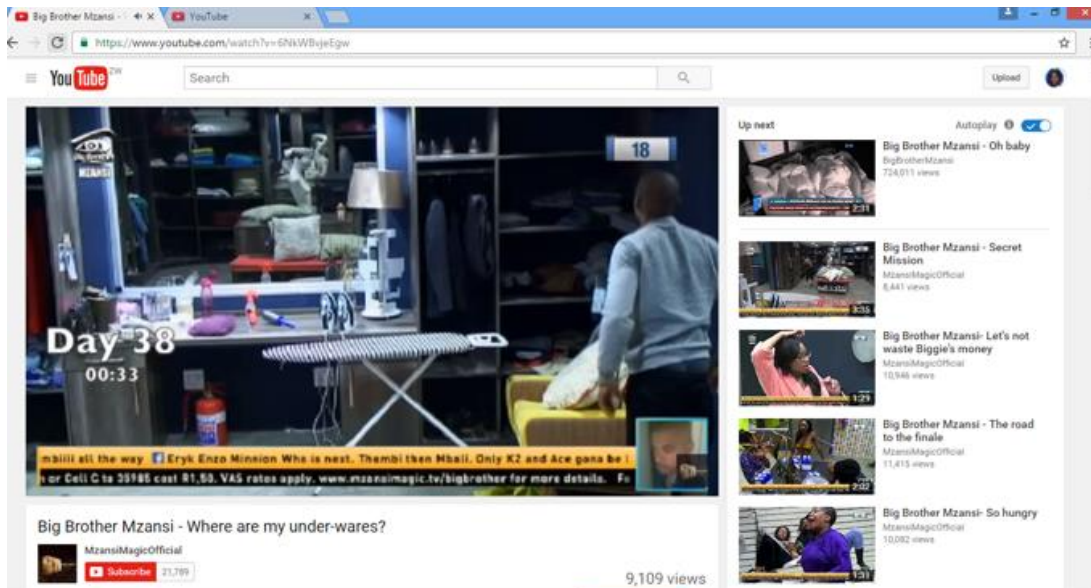 Big Brother Mzansi -
YouTube
https://www.youtube.com/watch?v=6NkWBvjeEgw
YouTube ZW
Search
Upload
MZANSI
18
Day 38
00:33
mbiiii all the way Eryk Enzo Minnion Who is next. Thembi then Mbali. Only K2 and Ace gona be
or Cell C to 35985 cost R1,50. VAS rates apply. www.mzansimagic.tv/bigbrother for more details.
Big Brother Mzansi - Where are my under-wares?
MzansiMagicOfficial
Subscribe 21,789
9,109 views
Up next
Autoplay
Big Brother Mzansi - Oh baby
BigBrotherMzansi
724,011 views
2:31
Big Brother Mzansi - Secret
Mission
MzansiMagicOfficial
8,441 views
3:35
Big Brother Mzansi- Let's not
waste Biggie's money
MzansiMagicOfficial
10,946 views
1:29
Big Brother Mzansi - The road
to the finale
MzansiMagicOfficial
11,415 views
2:02
Big Brother Mzansi- So hungry
MzansiMagicOfficial
10,092 views
1:31